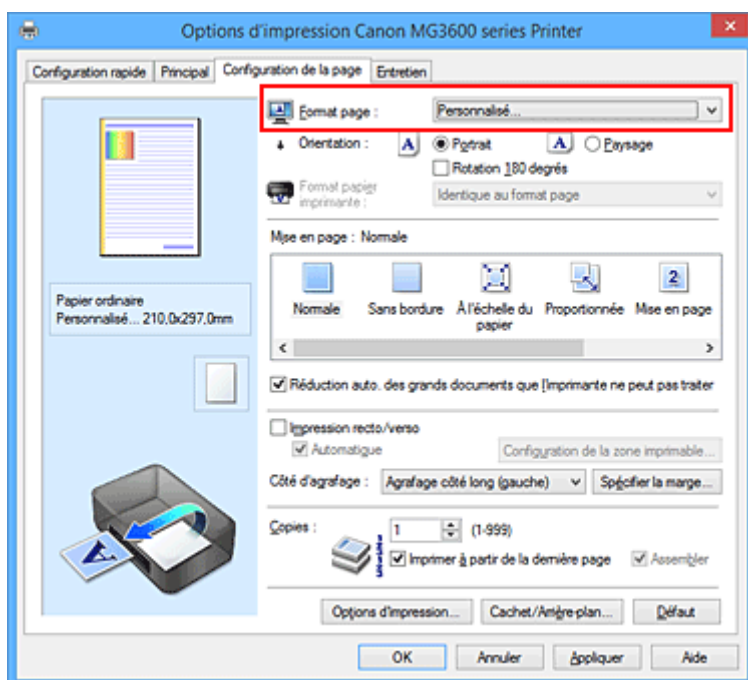 Options d'impression Canon MG3600 series Printer
Configuration rapide Principal Configuration de la page Entretien
Format page : Personnalisé...
Orientation : A Portrait A Paysage
Rotation 180 degrés
Format papier
imprimante : Identique au format page
Mise en page : Normale
2
Normale Sans bordure À l'échelle du Proportionnée Mise en page
papier
Papier ordinaire
Personnalisé... 210,0x297,0mm
Réduction auto. des grands documents que l'imprimante ne peut pas traiter
Impression recto/verso
Automatique Configuration de la zone imprimable...
Côté d'agrafage : Agrafage côté long (gauche) Spécifier la marge...
Copies : 1 (1-999)
Imprimer à partir de la dernière page Assembler
A
Options d'impression... Cachet/Arrière-plan... Défaut
OK Annuler Appliquer Aide